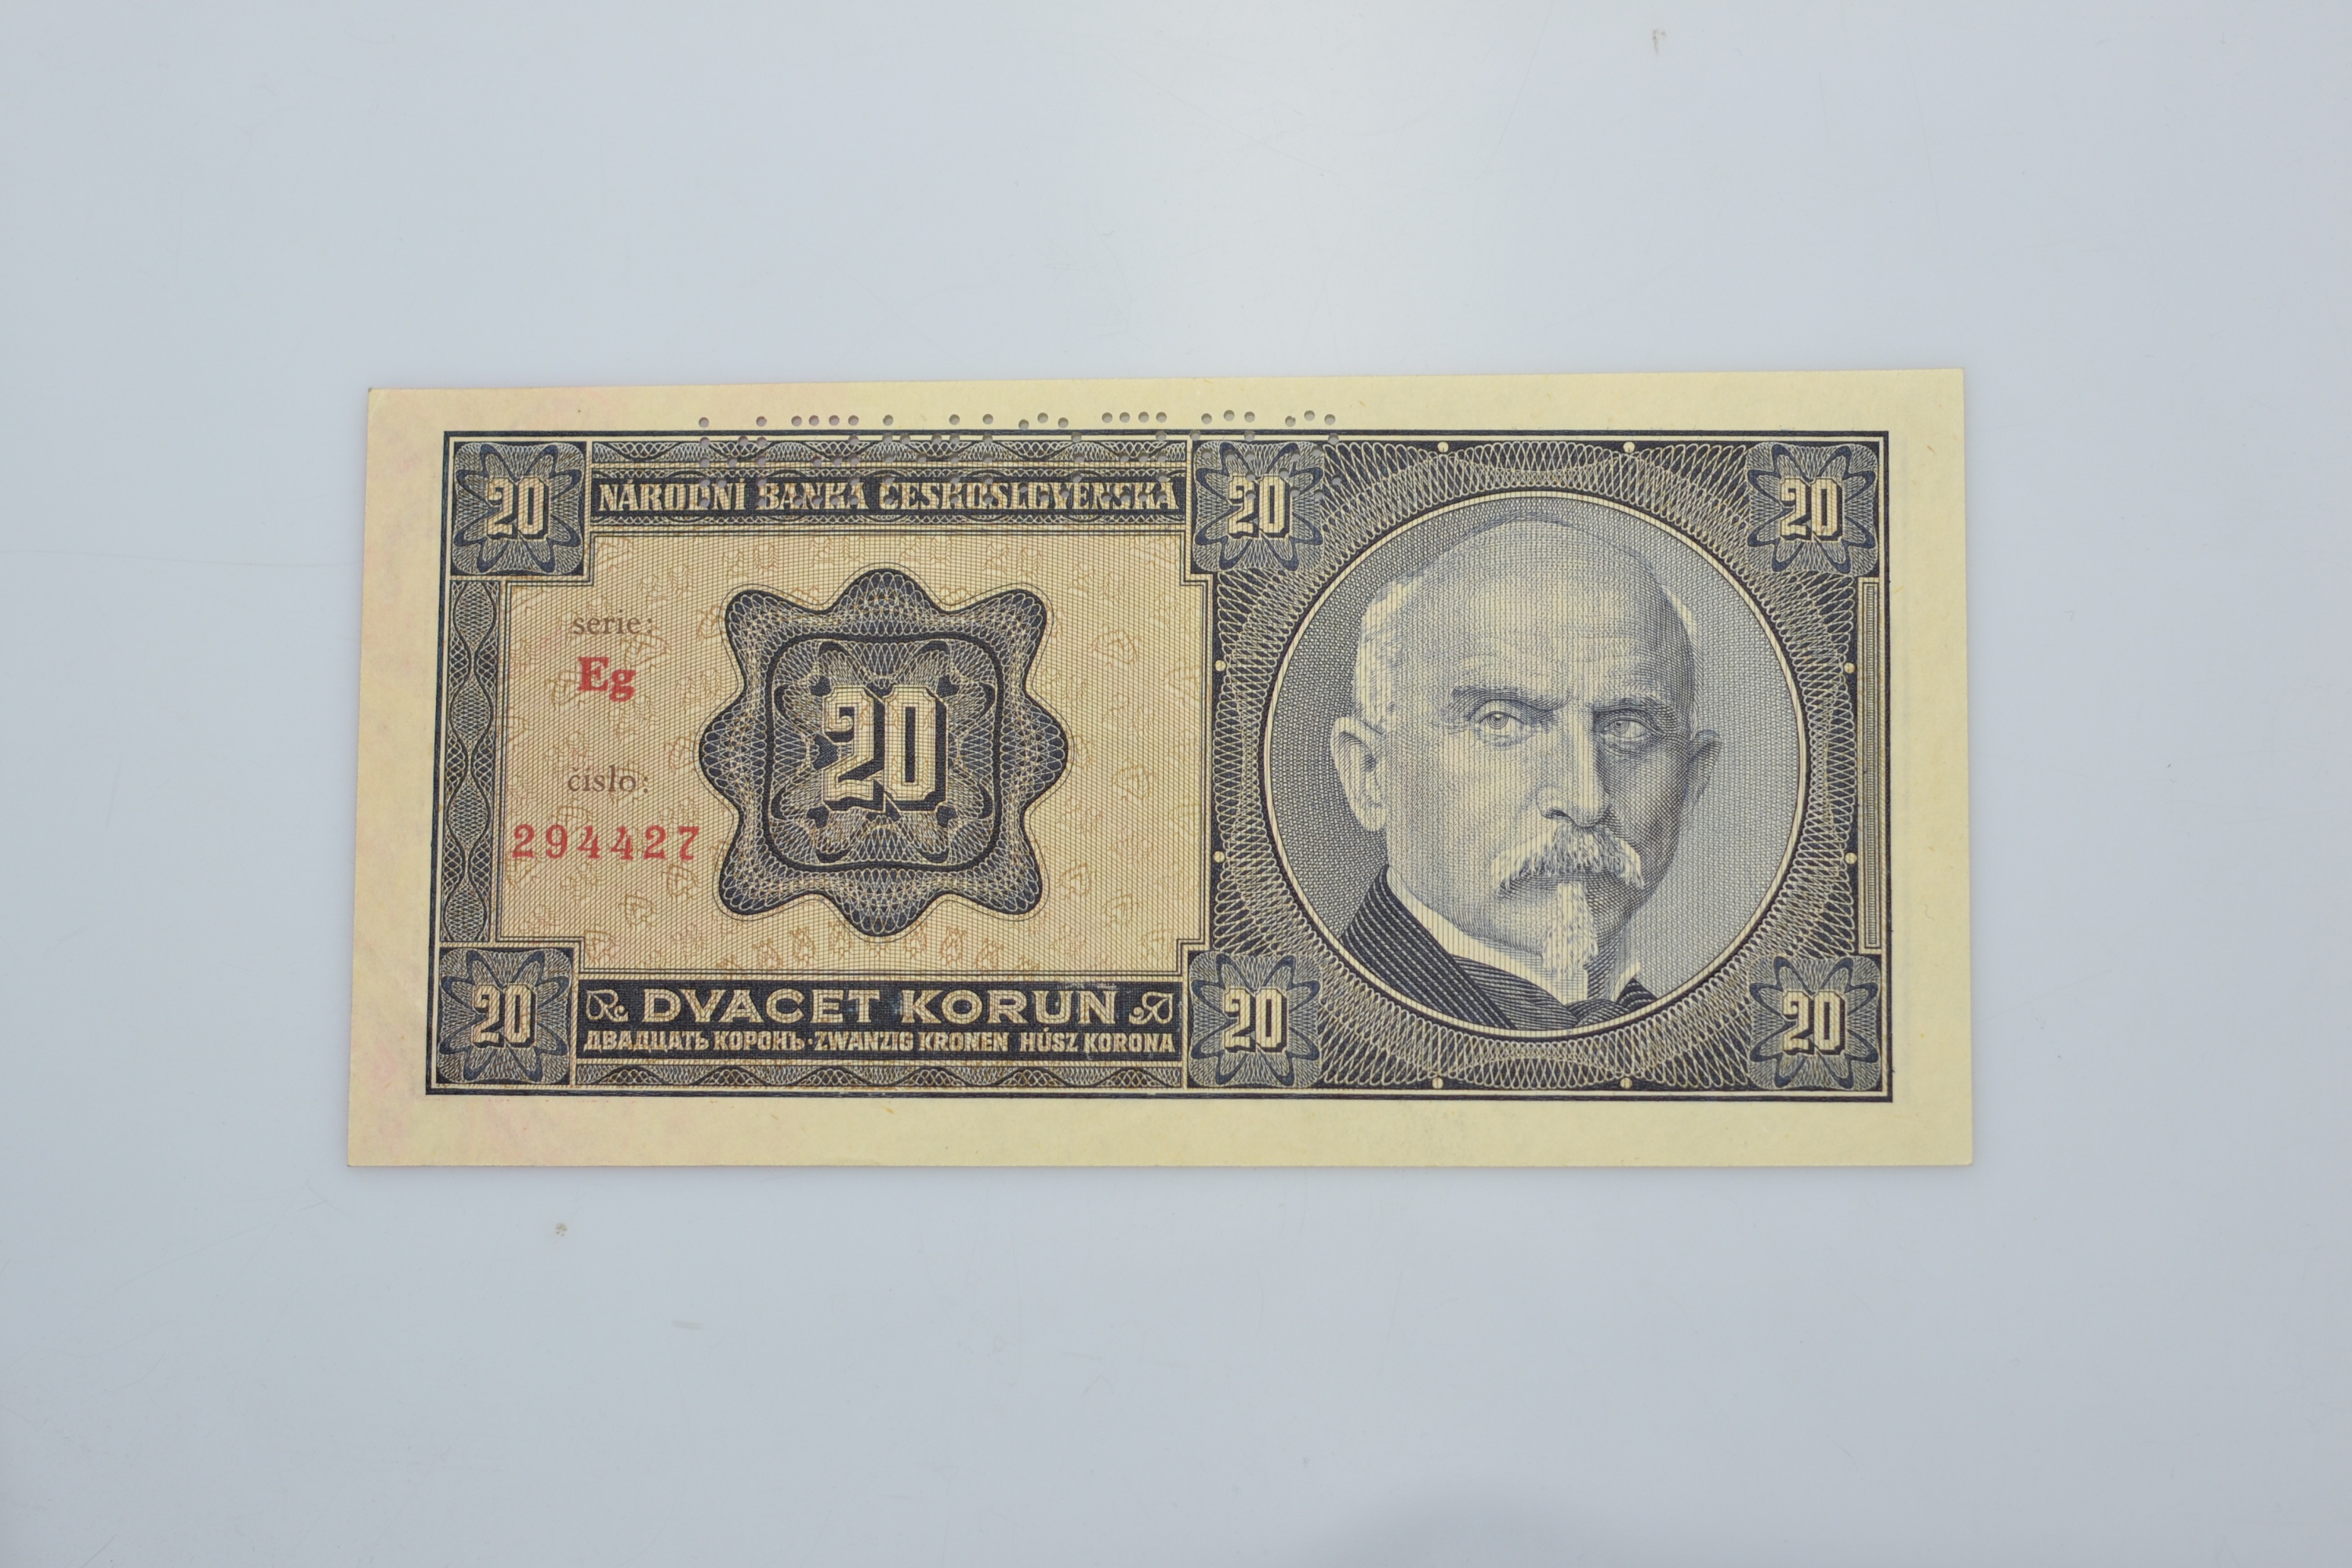 SPECIMEN
20 NÁRODNÍ BANKA ČESKOSLOVENSKÁ 20 20
serie:
Eg
20
číslo:
294427
20 DVACET KORUN 20 20
ДВАДЦАТЬ КОРОНЪ · ZWANZIG KRONEN HÚSZ KORONA